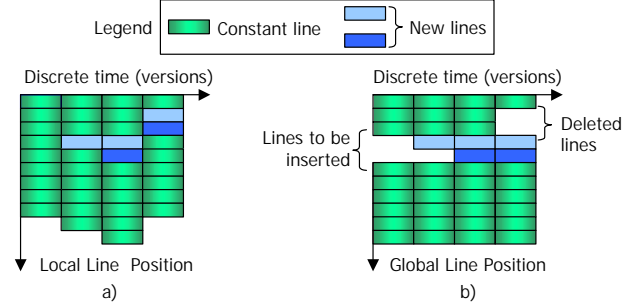 Legend
Constant line
New lines
Discrete time (versions)
Local Line Position
a)
Discrete time (versions)
Lines to be
inserted
Deleted
lines
Global Line Position
b)